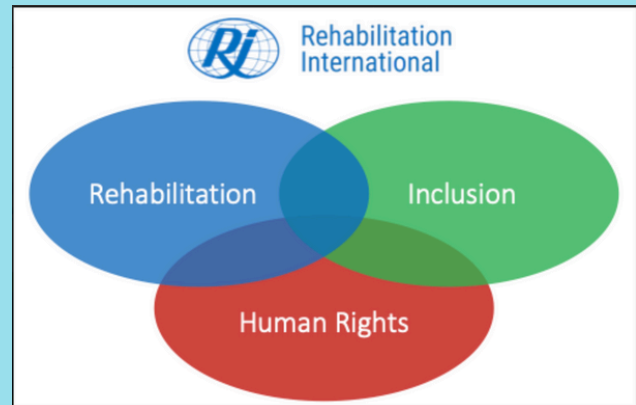 RI
Rehabilitation
International
Rehabilitation
Inclusion
Human Rights